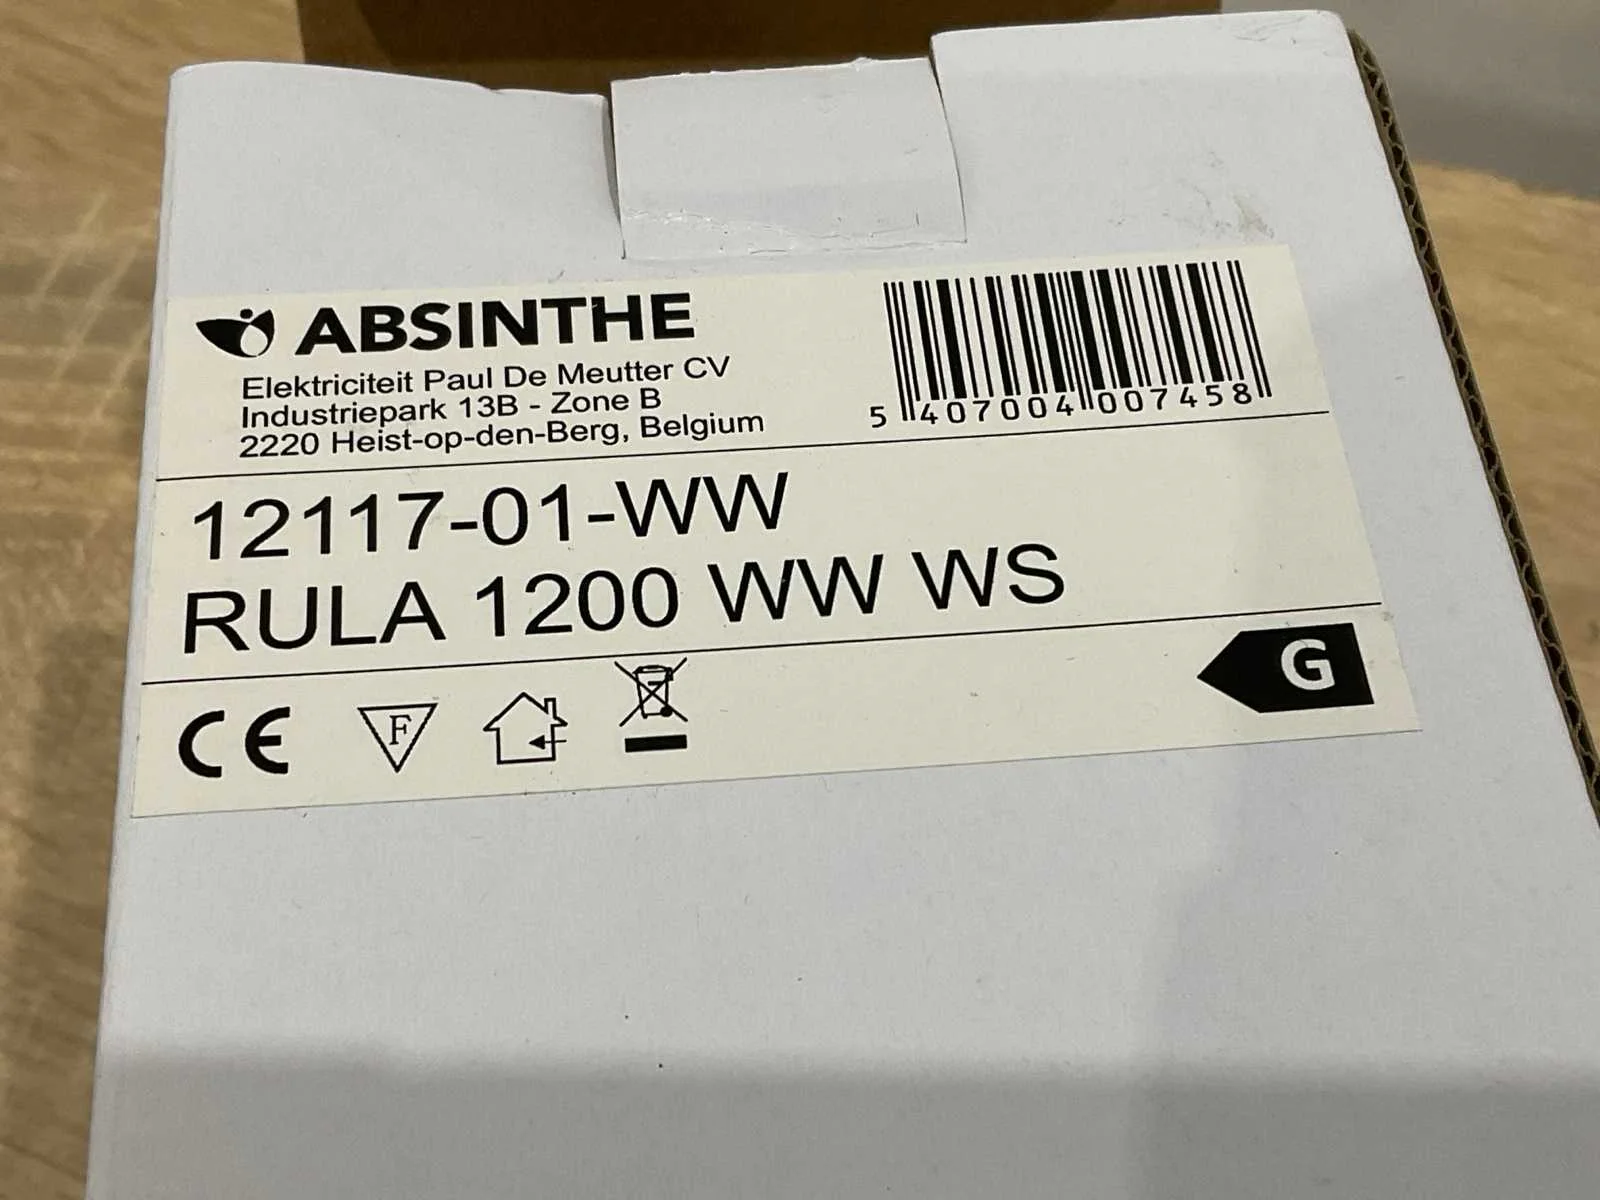 ABSINTHE
Elektriciteit Paul De Meutter CV
Industriepark 13B - Zone B
2220 Heist-op-den-Berg, Belgium
5 407004 007458
12117-01-WW
RULA 1200 WW WS
CE F G